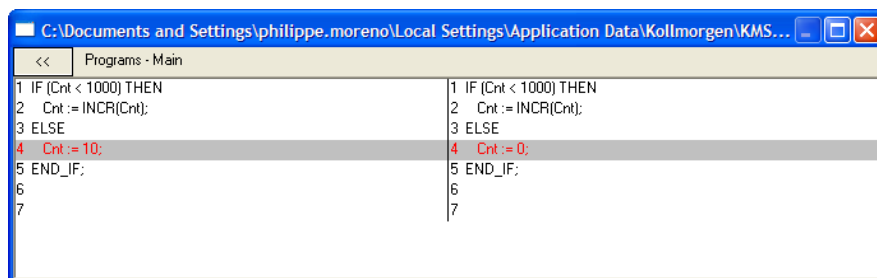 C:\Documents and Settings\philippe.moreno\Local Settings\Application Data\Kollmorgen\KMS...
<< Programs - Main
1 IF (Cnt < 1000) THEN
2 Cnt := INCR(Cnt);
3 ELSE
4 Cnt := 10;
5 END_IF;
6
7
1 IF (Cnt < 1000) THEN
2 Cnt := INCR(Cnt);
3 ELSE
4 Cnt := 0;
5 END_IF;
6
7